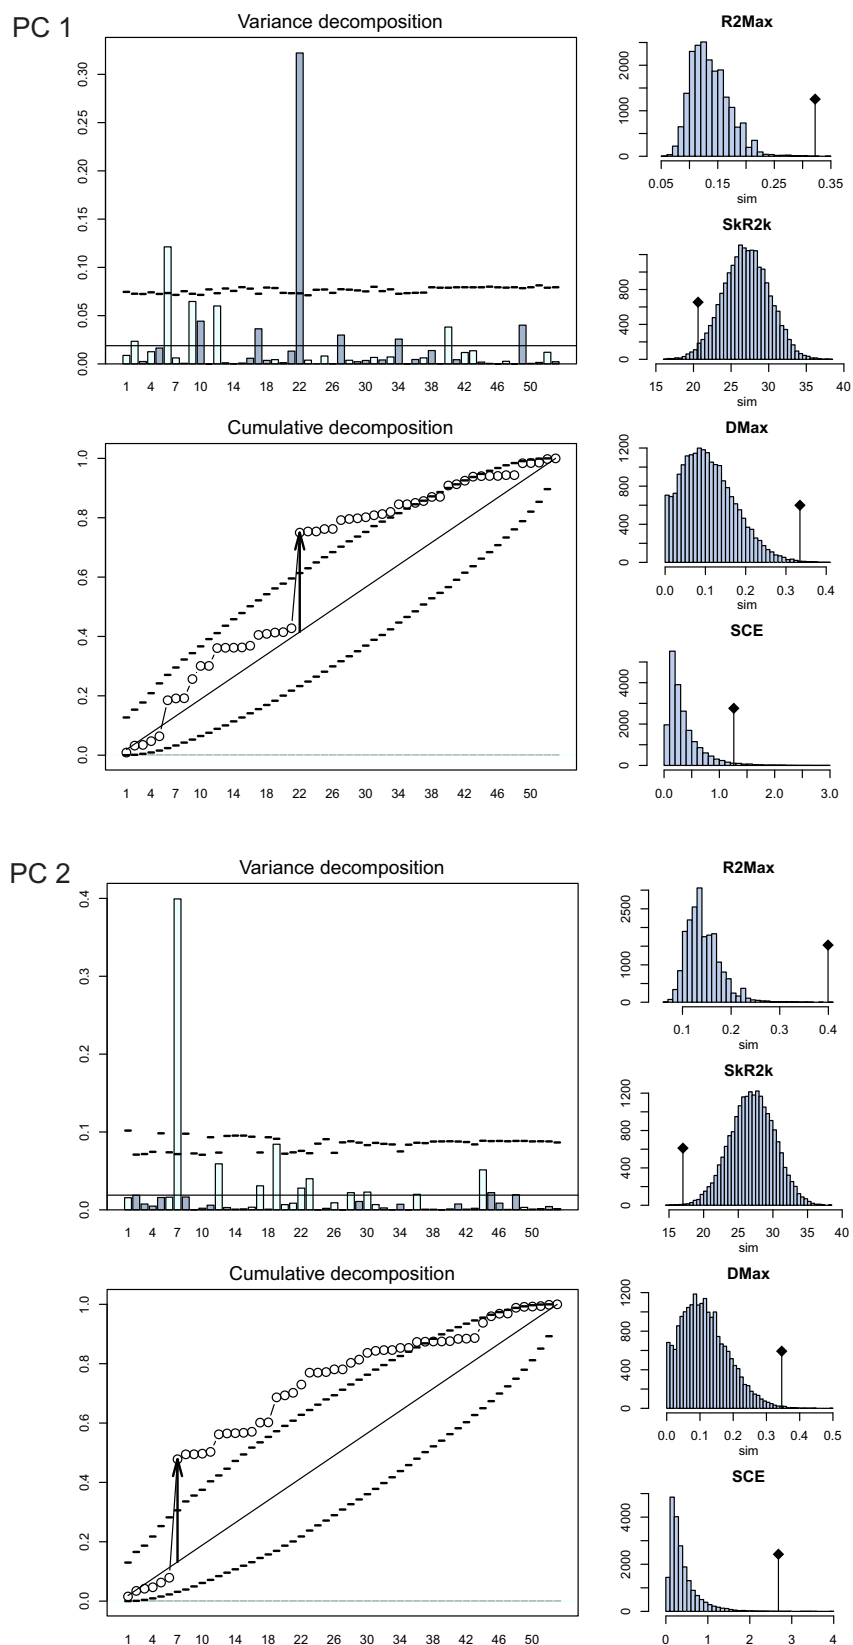 PC 1
Variance decomposition
0.00 0.05 0.10 0.15 0.20 0.25 0.30
1 4 7 10 14 18 22 26 30 34 38 42 46 50
R2Max
0 1000 2000
0.05 0.15 0.25 0.35
sim
SkR2k
0 400 800
15 20 25 30 35 40
sim
Cumulative decomposition
0.0 0.2 0.4 0.6 0.8 1.0
1 4 7 10 14 18 22 26 30 34 38 42 46 50
DMax
0 400 800 1200
0.0 0.1 0.2 0.3 0.4
sim
SCE
0 2000 4000
0.0 1.0 2.0 3.0
PC 2
Variance decomposition
0.0 0.1 0.2 0.3 0.4
1 4 7 10 14 18 22 26 30 34 38 42 46 50
R2Max
0 1000 2500
0.1 0.2 0.3 0.4
sim
SkR2k
0 400 800 1200
15 20 25 30 35 40
sim
Cumulative decomposition
0.0 0.2 0.4 0.6 0.8 1.0
1 4 7 10 14 18 22 26 30 34 38 42 46 50
DMax
0 400 800 1200
0.0 0.1 0.2 0.3 0.4 0.5
sim
SCE
0 2000 4000
0 1 2 3 4